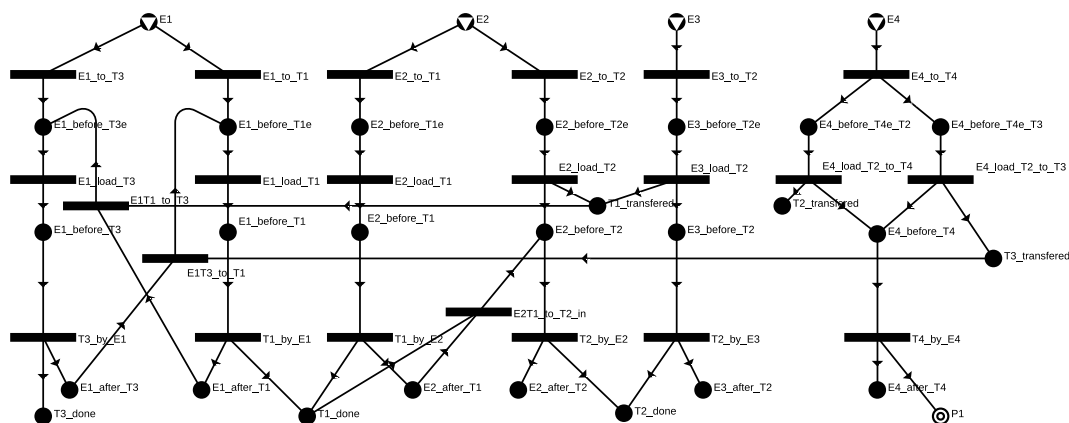 E1
E2
E3
E4
E1_to_T3
E1_to_T1
E2_to_T1
E2_to_T2
E3_to_T2
E4_to_T4
E1_before_T3e
E1_before_T1e
E2_before_T1e
E2_before_T2e
E3_before_T2e
E4_before_T4e_T2
E4_before_T4e_T3
E2_load_T2
E3_load_T2
E4_load_T2_to_T4
E4_load_T2_to_T3
E1_load_T3
E1_load_T1
E2_load_T1
E1T1_to_T3
T1_transfered
T2_transfered
E1_before_T3
E1_before_T1
E2_before_T1
E2_before_T2
E3_before_T2
E4_before_T4
T3_transfered
E1T3_to_T1
E2T1_to_T2_in
T3_by_E1
T1_by_E1
T1_by_E2
T2_by_E2
T2_by_E3
T4_by_E4
E1_after_T3
E1_after_T1
E2_after_T1
E2_after_T2
E3_after_T2
E4_after_T4
T3_done
T1_done
T2_done
P1